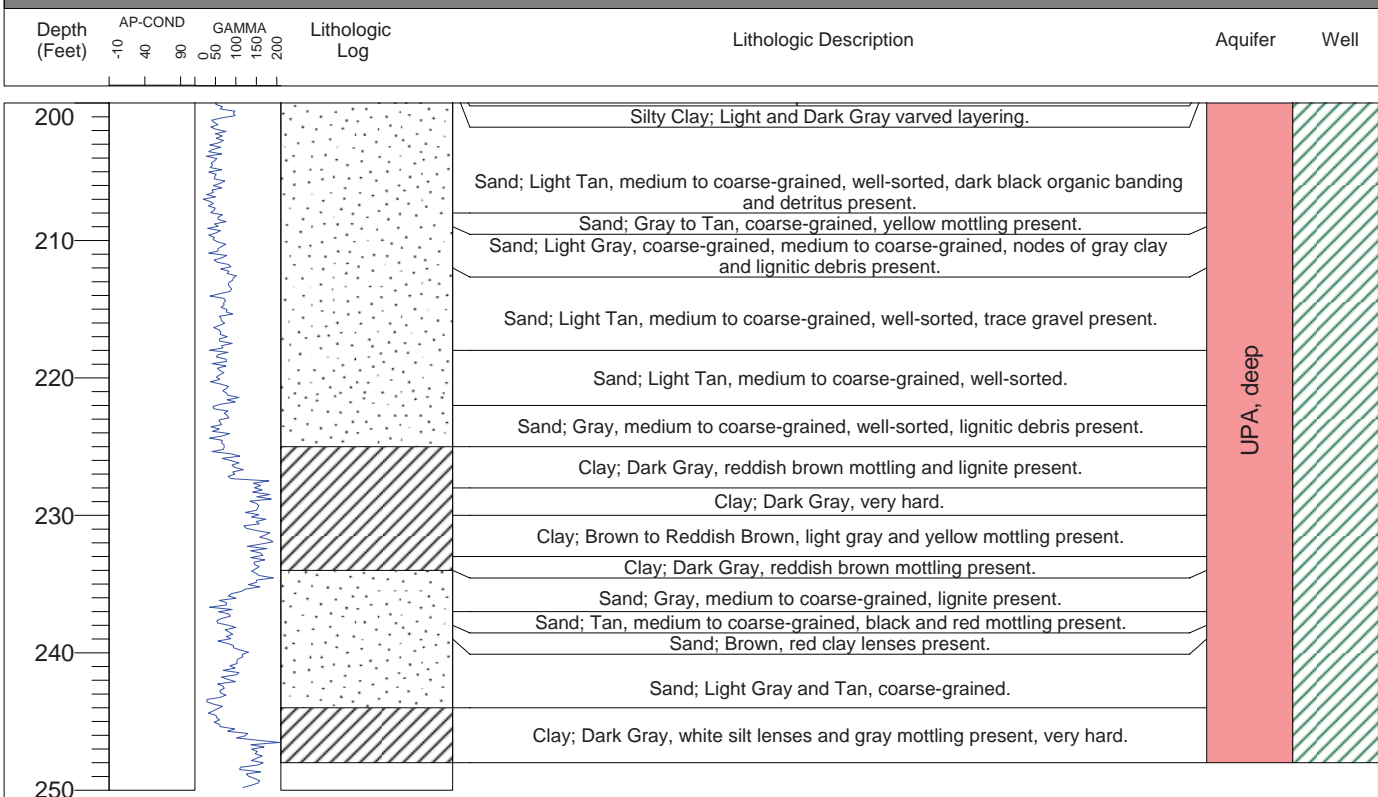 Depth
(Feet)
AP-COND
-10
40
90
GAMMA
0
50
100
150
200
Lithologic
Log
Lithologic Description
Aquifer
Well
200
210
220
230
240
250
Silty Clay; Light and Dark Gray varved layering.
Sand; Light Tan, medium to coarse-grained, well-sorted, dark black organic banding
and detritus present.
Sand; Gray to Tan, coarse-grained, yellow mottling present.
Sand; Light Gray, coarse-grained, medium to coarse-grained, nodes of gray clay
and lignitic debris present.
Sand; Light Tan, medium to coarse-grained, well-sorted, trace gravel present.
Sand; Light Tan, medium to coarse-grained, well-sorted.
Sand; Gray, medium to coarse-grained, well-sorted, lignitic debris present.
Clay; Dark Gray, reddish brown mottling and lignite present.
Clay; Dark Gray, very hard.
Clay; Brown to Reddish Brown, light gray and yellow mottling present.
Clay; Dark Gray, reddish brown mottling present.
Sand; Gray, medium to coarse-grained, lignite present.
Sand; Tan, medium to coarse-grained, black and red mottling present.
Sand; Brown, red clay lenses present.
Sand; Light Gray and Tan, coarse-grained.
Clay; Dark Gray, white silt lenses and gray mottling present, very hard.
UPA, deep